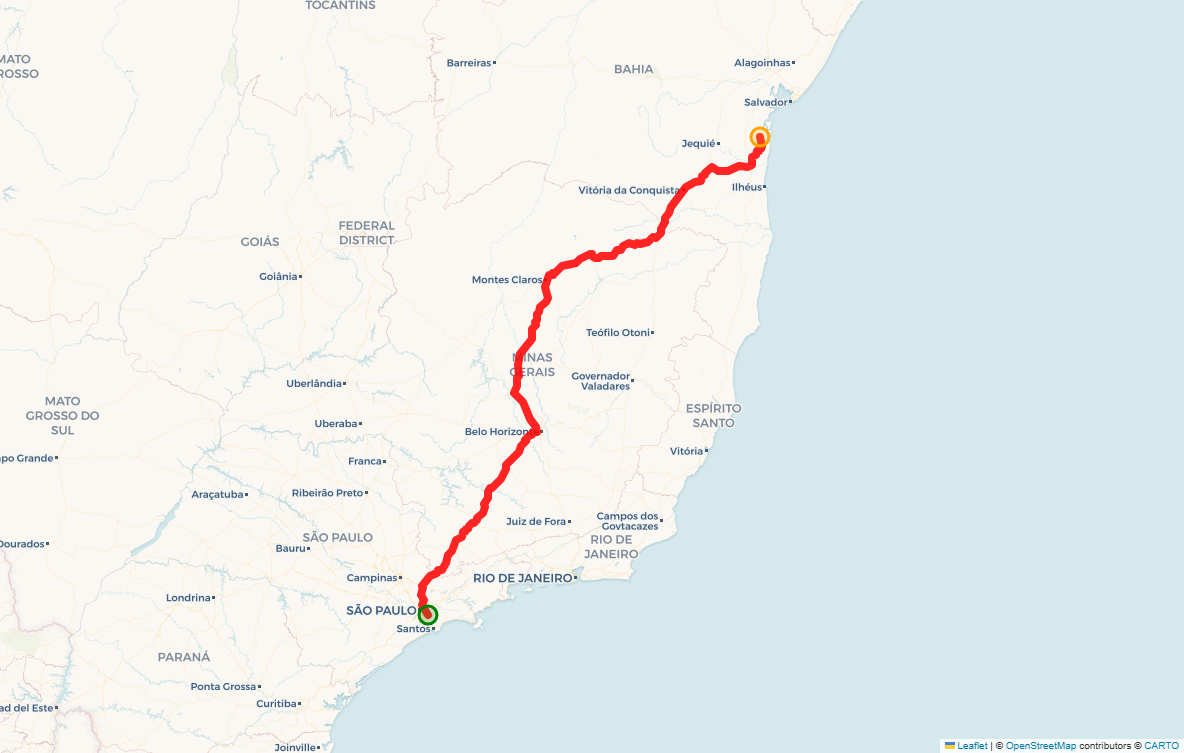 TOCANTINS
MATO
GROSSO
Barreiras
BAHIA
Alagoinhas
Salvador
Jequié
Vitória da Conquista
Ilhéus
FEDERAL
DISTRICT
GOIÁS
Goiânia
Montes Claros
Teófilo Otoni
MINAS
GERAIS
Governador
Valadares
Uberlândia
MATO
GROSSO DO
SUL
ESPÍRITO
SANTO
Uberaba
Belo Horizonte
Vitória
po Grande
Franca
Araçatuba
Ribeirão Preto
Juiz de Fora
Campos dos
Govtacazes
SÃO PAULO
RIO DE
JANEIRO
Dourados
Bauru
Campinas
RIO DE JANEIRO
Londrina
SÃO PAULO
Santos
PARANÁ
Ponta Grossa
Curitiba
ad del Este
Joinville
Leaflet | © OpenStreetMap contributors © CARTO